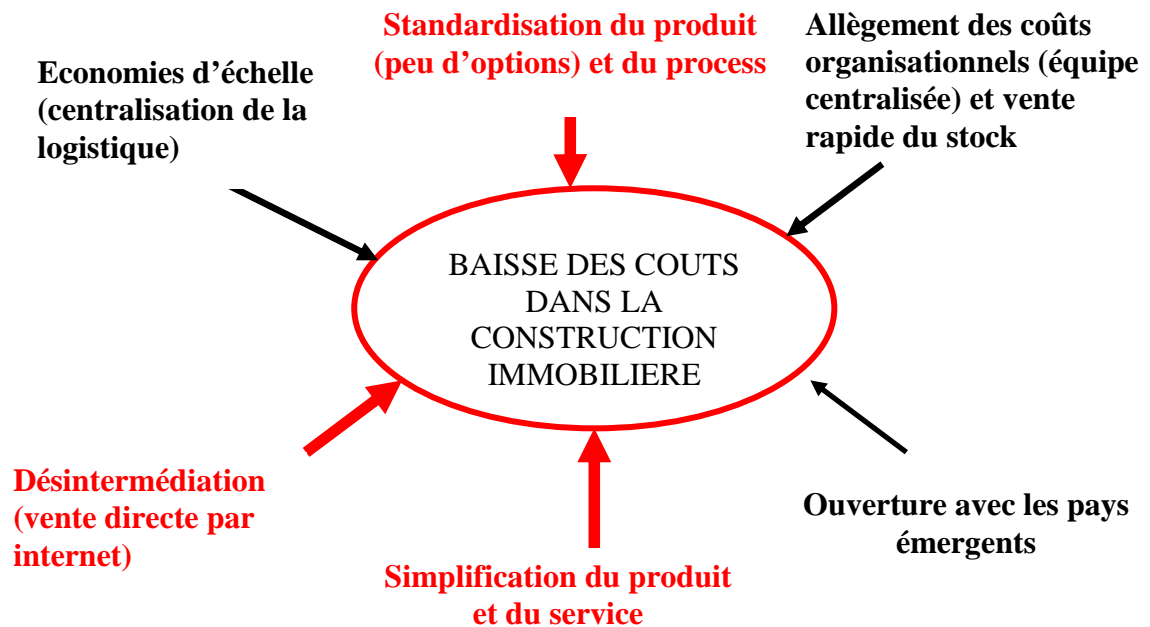 Standardisation du produit
(peu d’options) et du process
Allègement des coûts
organisationnels (équipe
centralisée) et vente
rapide du stock
Economies d’échelle
(centralisation de la
logistique)
BAISSE DES COUTS
DANS LA
CONSTRUCTION
IMMOBILIERE
Désintermédiation
(vente directe par
internet)
Ouverture avec les pays
émergents
Simplification du produit
et du service